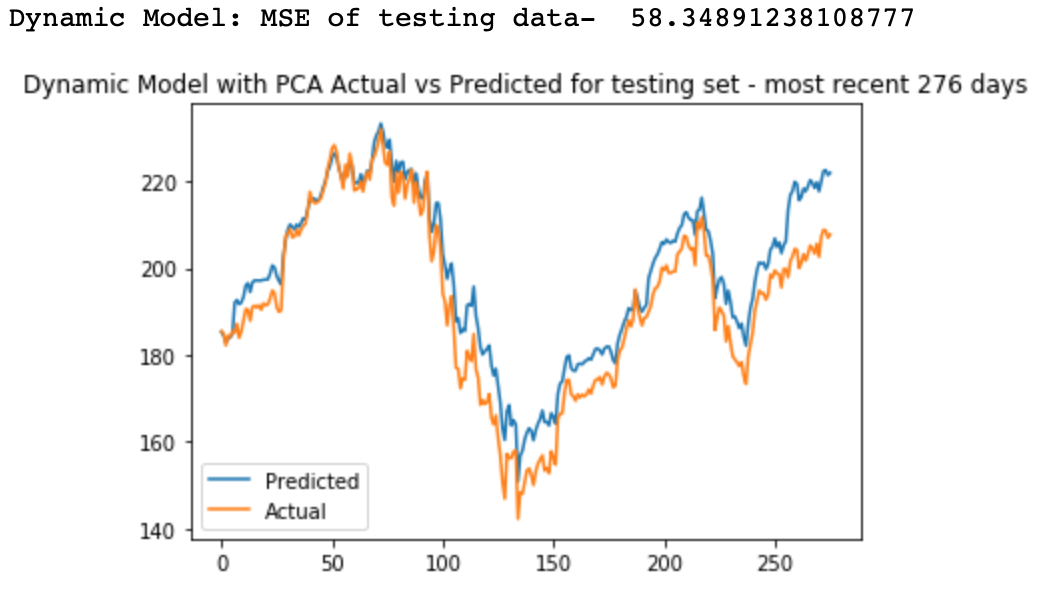 Dynamic Model: MSE of testing data-  58.34891238108777
Dynamic Model with PCA Actual vs Predicted for testing set - most recent 276 days
220
200
180
160
140
Predicted
Actual
0 50 100 150 200 250